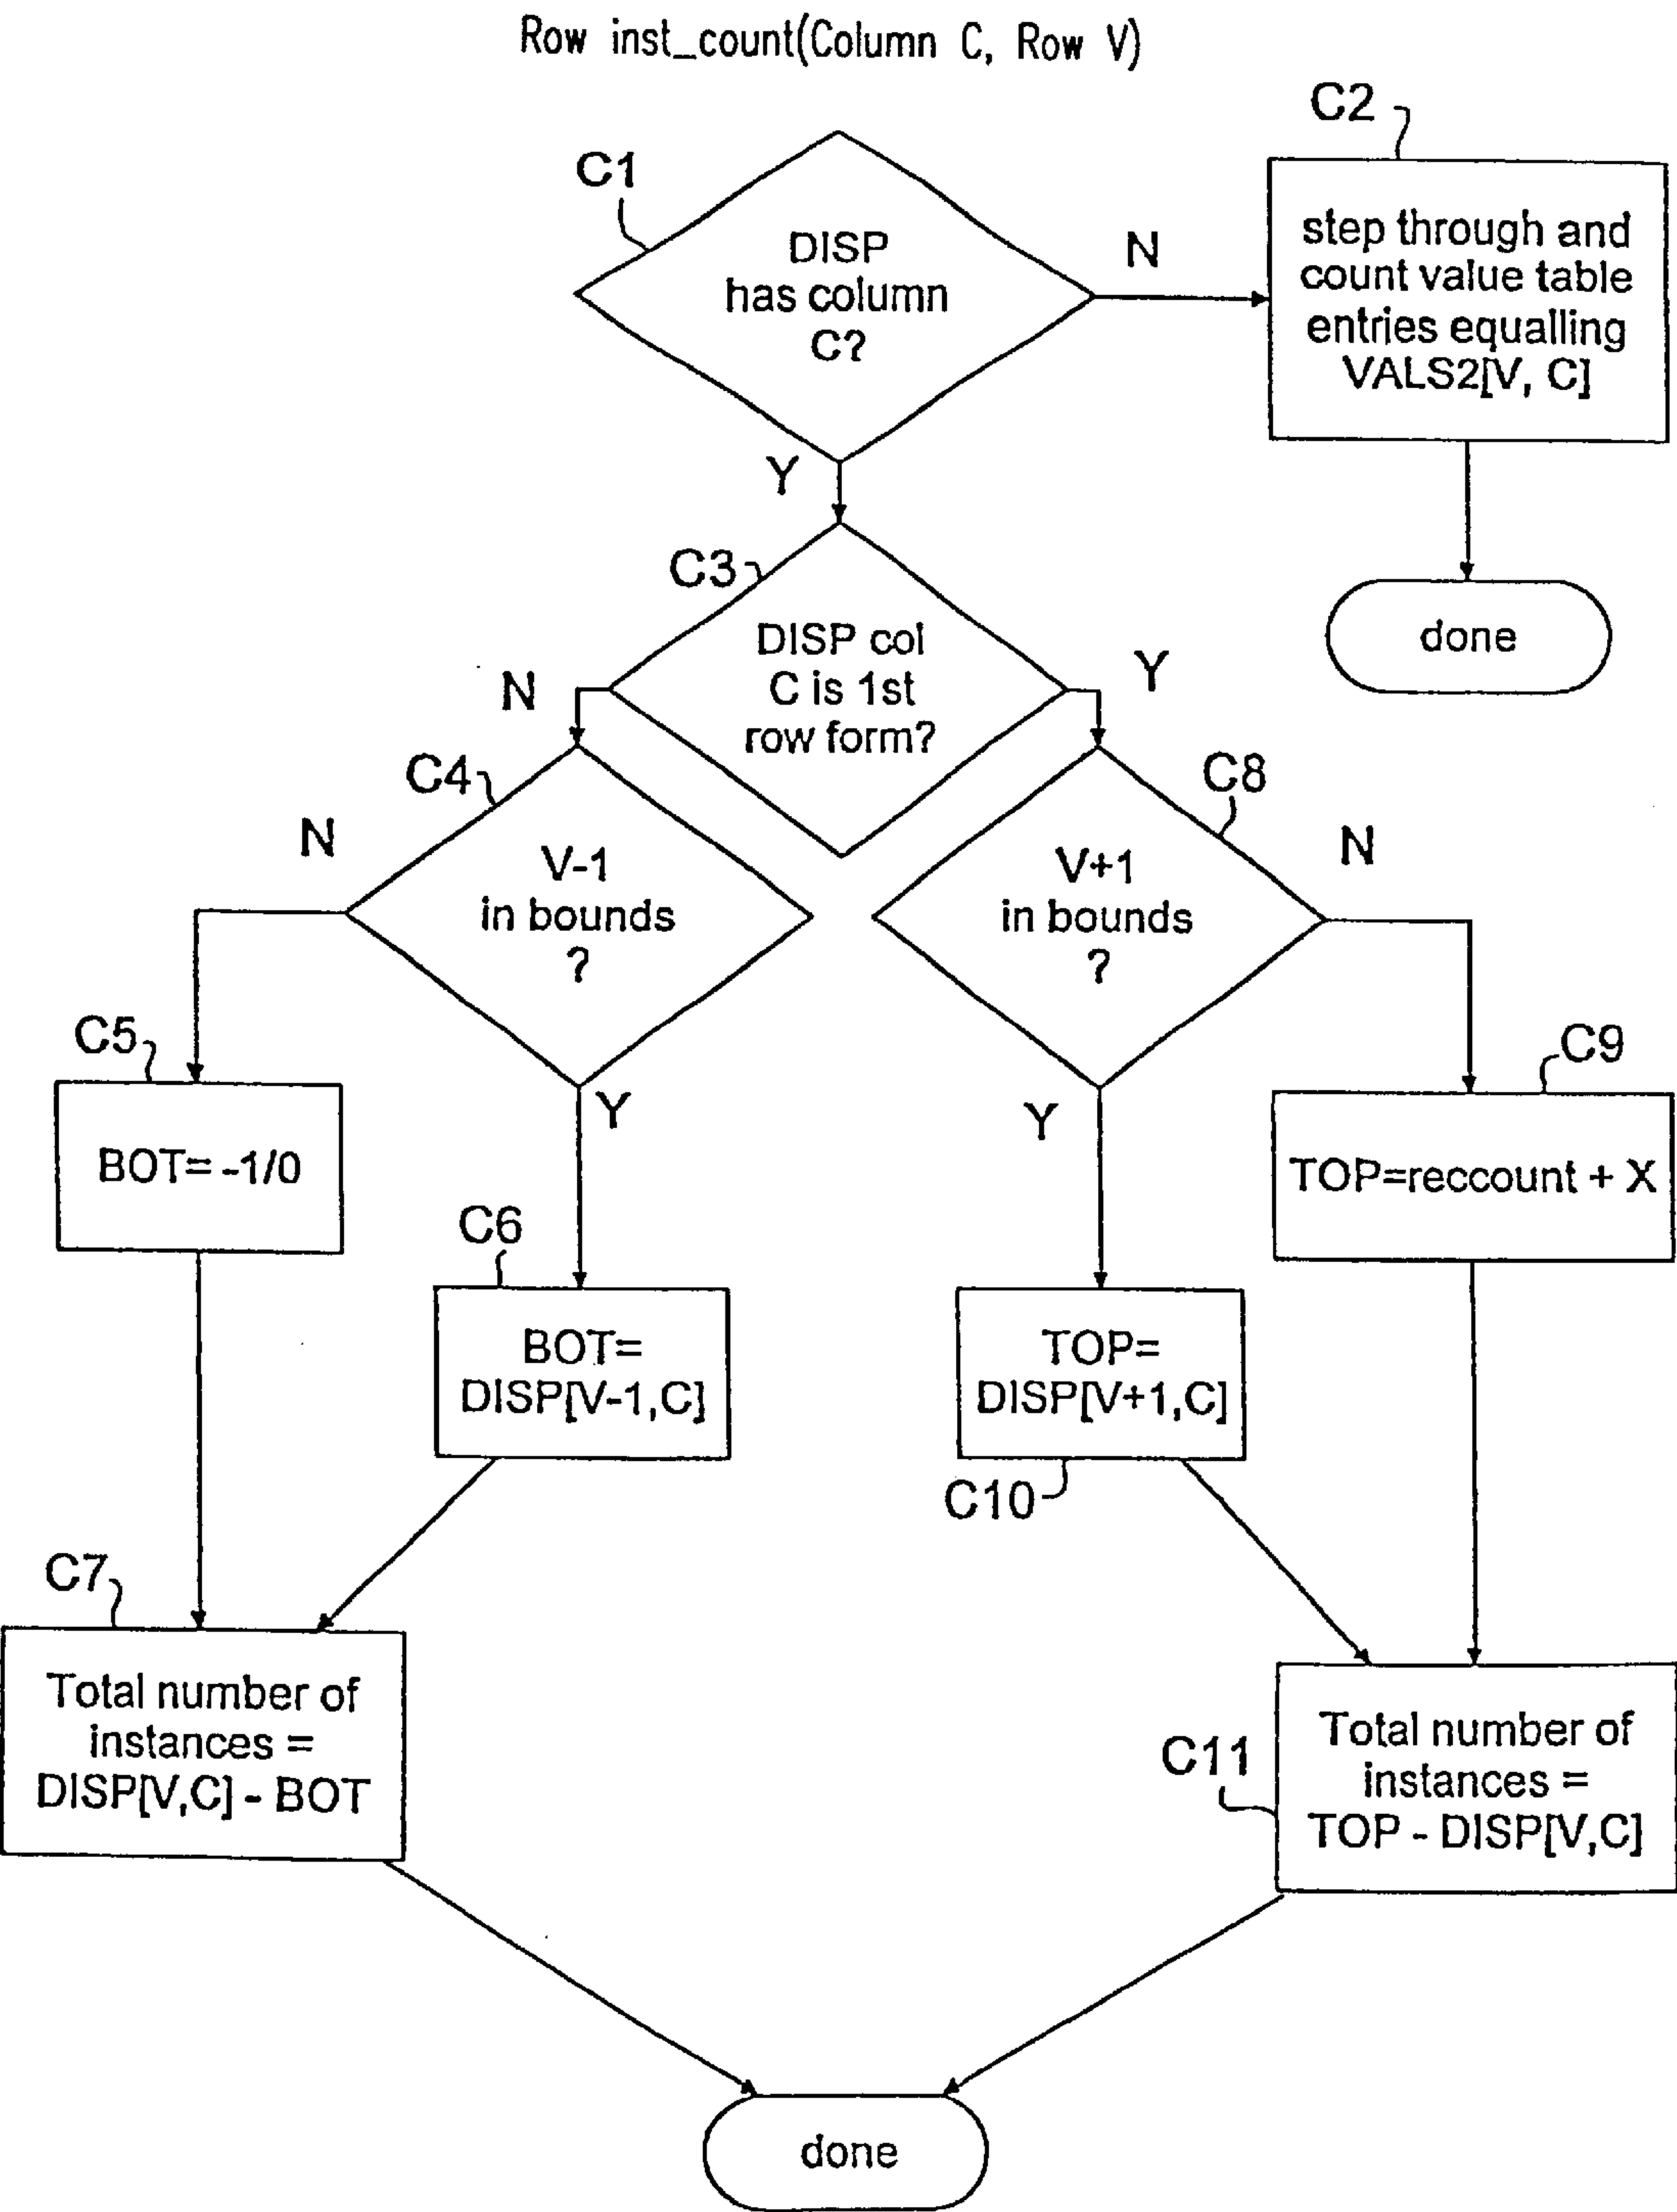 Row inst_count(Column C, Row V)
C1
DISP
has column
C?
N
C2
step through and
count value table
entries equalling
VALS2[V, C]
done
Y
C3
DISP col
C is 1st
row form?
N
Y
C4
V-1
in bounds
?
N
Y
C5
BOT= -1/0
C6
BOT=
DISP[V-1,C]
C7
Total number of
instances =
DISP[V,C] - BOT
C8
V+1
in bounds
?
N
Y
C9
TOP=reccount + X
TOP=
DISP[V+1,C]
C10
C11
Total number of
instances =
TOP - DISP[V,C]
done